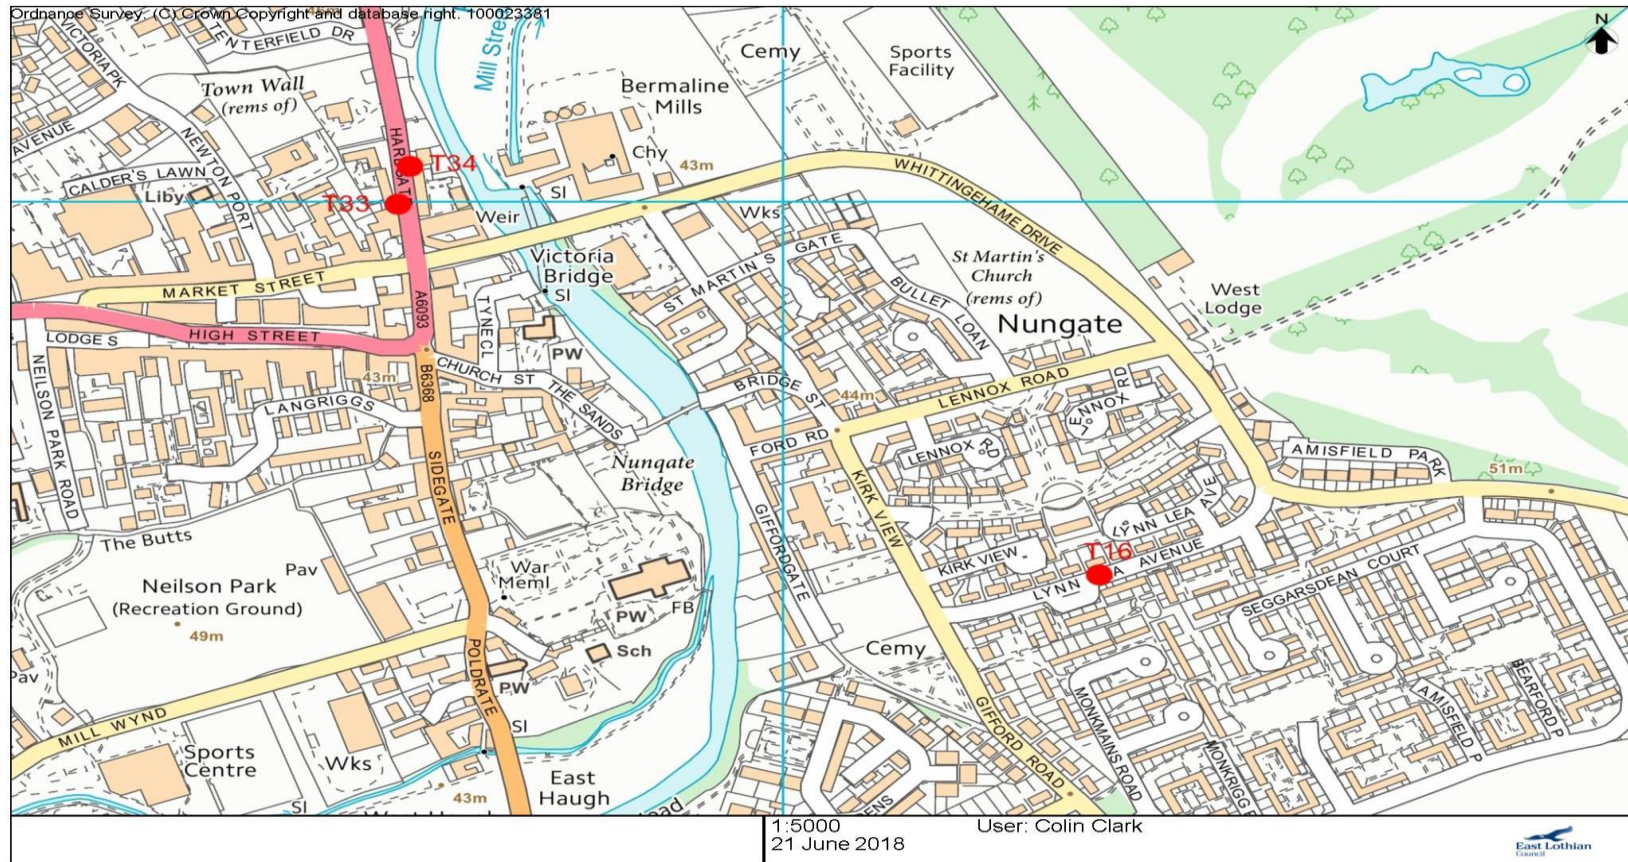 Ordnance Survey, (C) Crown Copyright and database right. 100023381
N
VICTORIA PK
TENTERFIELD DR
Town Wall
(rems of)
AVENUE
NEWTON PORT
CALDER'S LAWN
Liby
HARDGATE
T34
T33
Mill Stre
Cemy
Sports
Facility
Bermaline
Mills
Chy
43m
SI
Weir
WHITTINGEHAME DRIVE
Wks
Victoria
Bridge
SI
ST MARTIN'S GATE
BULLET LOAN
St Martin's
Church
(rems of)
Nungate
West
Lodge
MARKET STREET
HIGH STREET
A6093
TYNECL
PW
LODGE S
NEILSON PARK ROAD
43m
B6368
CHURCH ST
THE SANDS
LANGRIGGS
BRIDGE ST
44m
LENNOX ROAD
LENNOX RD
LENNOX RD
FORD RD
AMISFIELD PARK
51m
SIDEGATE
Nungate
Bridge
GIFFORDGATE
KIRK VIEW
LYNN LEA AVE
The Butts
T16
KIRK VIEW
LYNN A AVENUE
SEGGARSDEAN COURT
Neilson Park
(Recreation Ground)
49m
Pav
War
Meml
PW
FB
Sch
Cemy
Pav
POLDRATE
PW
SI
MILL WYND
Sports
Centre
Wks
SI
43m
East
Haugh
GIFFORD ROAD
MONKMAINS ROAD
MONKRIGG
AMISFIELD P
BEARFORD P
ENS
oad
1:5000
21 June 2018
User: Colin Clark
East Lothian
Council